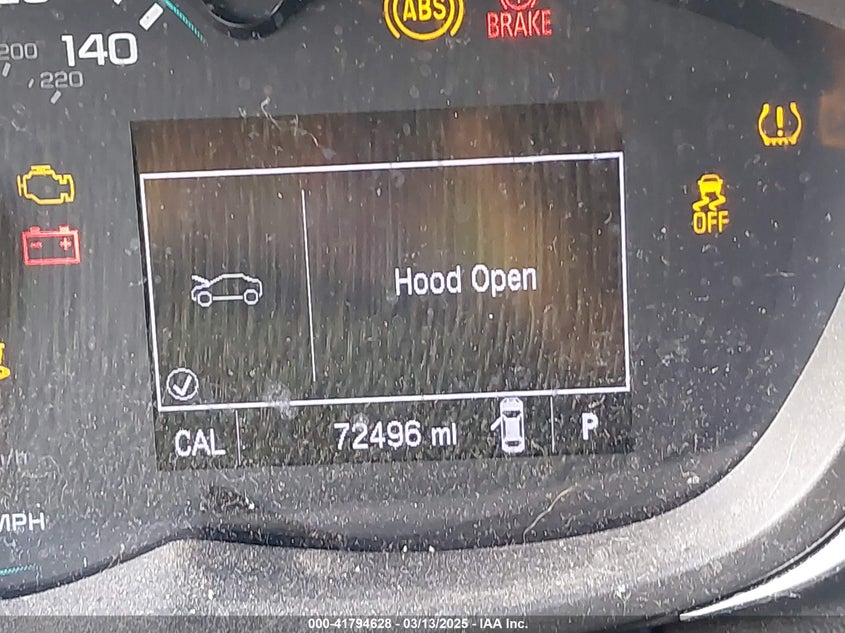 ABS
BRAKE
140
200
220
OFF
Hood Open
CAL
72496 mi
P
MPH
000-41794628 - 03/13/2025 - IAA Inc.